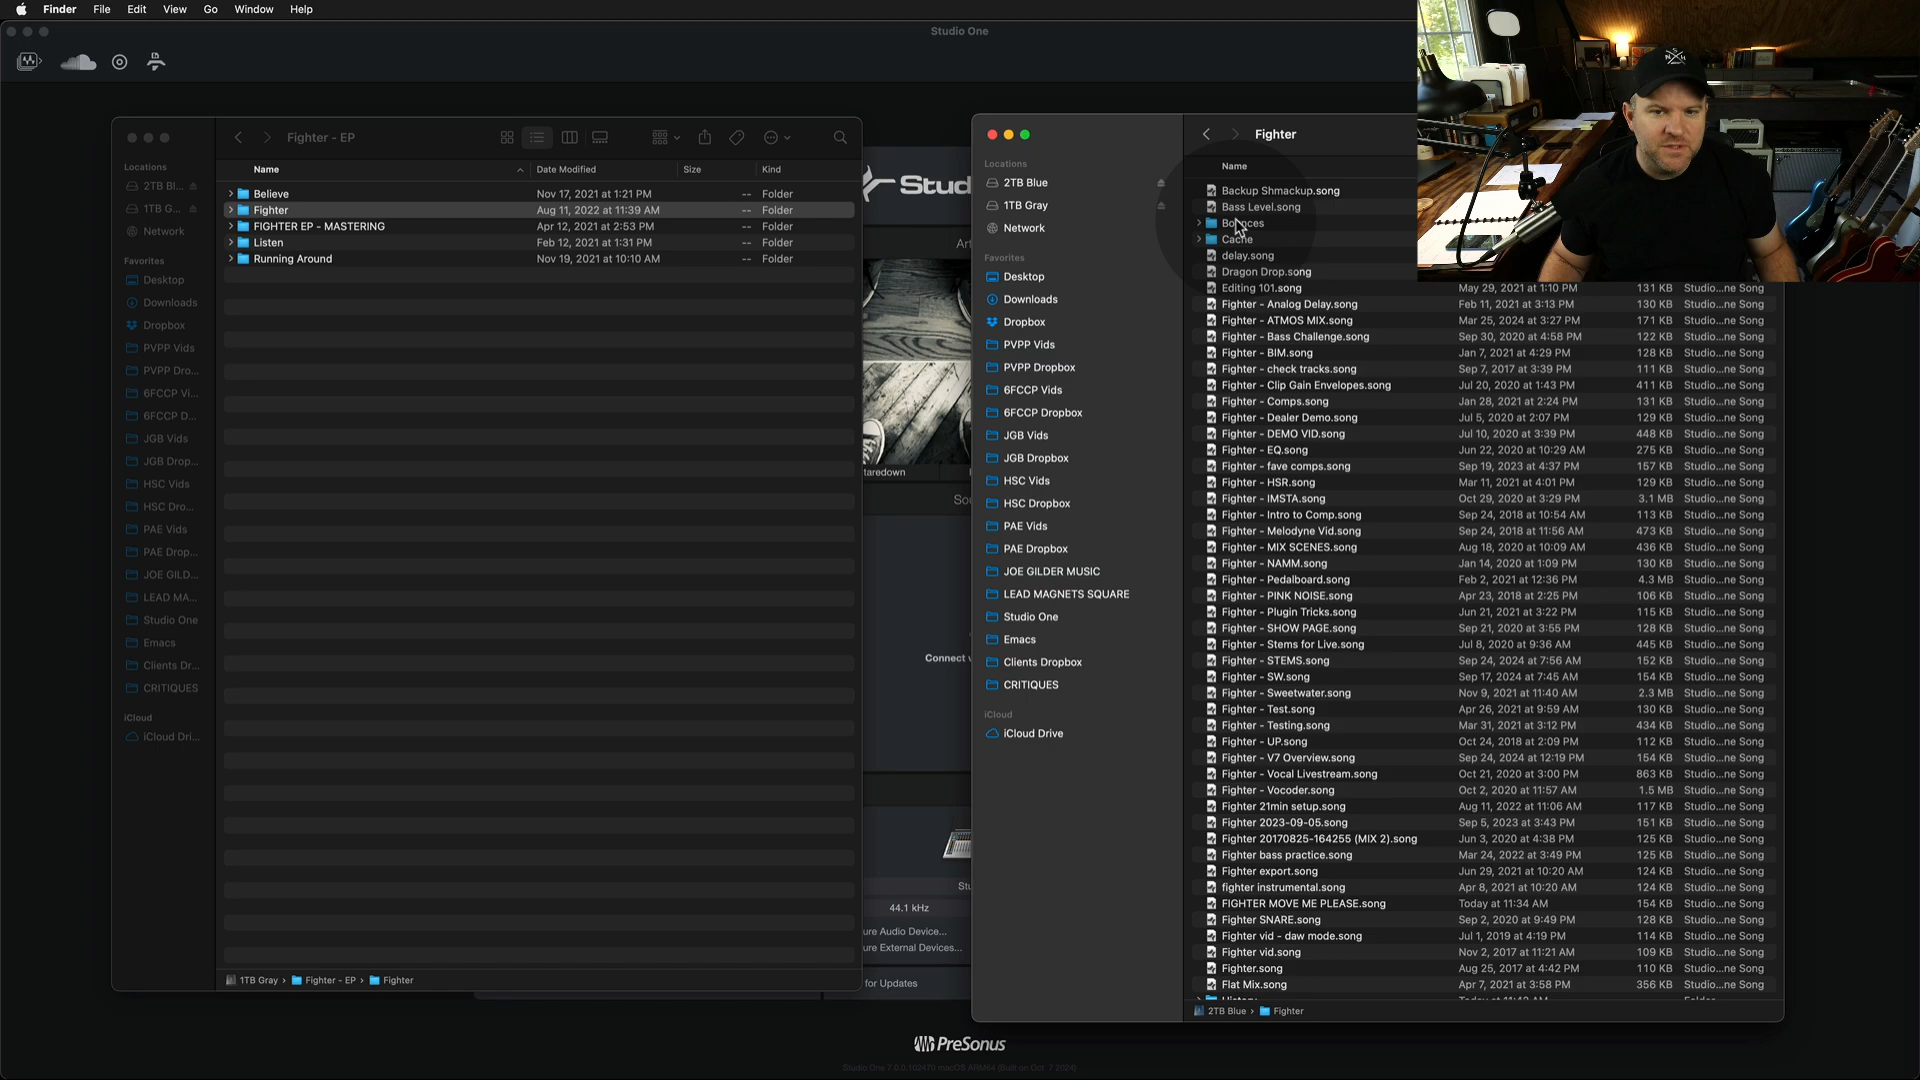 Finder File Edit View Go Window Help
Studio One
Fighter - EP
Locations
2TB Bl...
1TB G...
Network
Favorites
Desktop
Downloads
Dropbox
PVPP Vids
PVPP Dro...
6FCCP Vi...
6FCCP D...
JGB Vids
JGB Drop...
HSC Vids
HSC Dro...
PAE Vids
PAE Drop...
JOE GILD...
LEAD MA...
Studio One
Emacs
Clients Dr...
CRITIQUES
iCloud
iCloud Dri...
Name Date Modified Size Kind
Believe Nov 17, 2021 at 1:21 PM -- Folder
Fighter Aug 11, 2022 at 11:39 AM -- Folder
FIGHTER EP - MASTERING Apr 12, 2021 at 2:53 PM -- Folder
Listen Feb 12, 2021 at 1:31 PM -- Folder
Running Around Nov 19, 2021 at 10:10 AM -- Folder
1TB Gray › Fighter - EP › Fighter
Stud
Art
taredown
So
Connect
Stu
44.1 kHz
ure Audio Device...
ure External Devices...
for Updates
Fighter
Locations
2TB Blue
1TB Gray
Network
Favorites
Desktop
Downloads
Dropbox
PVPP Vids
PVPP Dropbox
6FCCP Vids
6FCCP Dropbox
JGB Vids
JGB Dropbox
HSC Vids
HSC Dropbox
PAE Vids
PAE Dropbox
JOE GILDER MUSIC
LEAD MAGNETS SQUARE
Studio One
Emacs
Clients Dropbox
CRITIQUES
iCloud
iCloud Drive
Name
Backup Shmackup.song
Bass Level.song
Bounces
Cache
delay.song
Dragon Drop.song
Editing 101.song May 29, 2021 at 1:10 PM 131 KB Studio...ne Song
Fighter - Analog Delay.song Feb 11, 2021 at 3:13 PM 130 KB Studio...ne Song
Fighter - ATMOS MIX.song Mar 25, 2024 at 3:27 PM 171 KB Studio...ne Song
Fighter - Bass Challenge.song Sep 30, 2020 at 4:58 PM 122 KB Studio...ne Song
Fighter - BIM.song Jan 7, 2021 at 4:29 PM 128 KB Studio...ne Song
Fighter - check tracks.song Sep 7, 2017 at 3:39 PM 111 KB Studio...ne Song
Fighter - Clip Gain Envelopes.song Jul 20, 2020 at 1:43 PM 411 KB Studio...ne Song
Fighter - Comps.song Jan 28, 2021 at 2:24 PM 131 KB Studio...ne Song
Fighter - Dealer Demo.song Jul 5, 2020 at 2:07 PM 129 KB Studio...ne Song
Fighter - DEMO VID.song Jul 10, 2020 at 3:39 PM 448 KB Studio...ne Song
Fighter - EQ.song Jun 22, 2020 at 10:29 AM 275 KB Studio...ne Song
Fighter - fave comps.song Sep 19, 2023 at 4:37 PM 157 KB Studio...ne Song
Fighter - HSR.song Mar 11, 2021 at 4:01 PM 129 KB Studio...ne Song
Fighter - IMSTA.song Oct 29, 2020 at 3:29 PM 3.1 MB Studio...ne Song
Fighter - Intro to Comp.song Sep 24, 2018 at 10:54 AM 113 KB Studio...ne Song
Fighter - Melodyne Vid.song Sep 24, 2018 at 11:56 AM 473 KB Studio...ne Song
Fighter - MIX SCENES.song Aug 18, 2020 at 10:09 AM 436 KB Studio...ne Song
Fighter - NAMM.song Jan 14, 2020 at 1:09 PM 130 KB Studio...ne Song
Fighter - Pedalboard.song Feb 2, 2021 at 12:36 PM 4.3 MB Studio...ne Song
Fighter - PINK NOISE.song Apr 23, 2018 at 2:25 PM 106 KB Studio...ne Song
Fighter - Plugin Tricks.song Jun 21, 2021 at 3:22 PM 115 KB Studio...ne Song
Fighter - SHOW PAGE.song Sep 21, 2020 at 3:55 PM 128 KB Studio...ne Song
Fighter - Stems for Live.song Jul 8, 2020 at 9:36 AM 445 KB Studio...ne Song
Fighter - STEMS.song Sep 24, 2024 at 7:56 AM 152 KB Studio...ne Song
Fighter - SW.song Sep 17, 2024 at 7:45 AM 154 KB Studio...ne Song
Fighter - Sweetwater.song Nov 9, 2021 at 11:40 AM 2.3 MB Studio...ne Song
Fighter - Test.song Apr 26, 2021 at 9:59 AM 130 KB Studio...ne Song
Fighter - Testing.song Mar 31, 2021 at 3:12 PM 434 KB Studio...ne Song
Fighter - UP.song Oct 24, 2018 at 2:09 PM 112 KB Studio...ne Song
Fighter - V7 Overview.song Sep 24, 2024 at 12:19 PM 154 KB Studio...ne Song
Fighter - Vocal Livestream.song Oct 21, 2020 at 3:00 PM 863 KB Studio...ne Song
Fighter - Vocoder.song Oct 2, 2020 at 11:57 AM 1.5 MB Studio...ne Song
Fighter 21min setup.song Aug 11, 2022 at 11:06 AM 117 KB Studio...ne Song
Fighter 2023-09-05.song Sep 5, 2023 at 3:43 PM 151 KB Studio...ne Song
Fighter 20170825-164255 (MIX 2).song Jun 3, 2020 at 4:38 PM 125 KB Studio...ne Song
Fighter bass practice.song Mar 24, 2022 at 3:49 PM 125 KB Studio...ne Song
Fighter export.song Jun 29, 2021 at 10:20 AM 124 KB Studio...ne Song
fighter instrumental.song Apr 8, 2021 at 10:20 AM 124 KB Studio...ne Song
FIGHTER MOVE ME PLEASE.song Today at 11:34 AM 154 KB Studio...ne Song
Fighter SNARE.song Sep 2, 2020 at 9:49 PM 128 KB Studio...ne Song
Fighter vid - daw mode.song Jul 1, 2019 at 4:19 PM 114 KB Studio...ne Song
Fighter vid.song Nov 2, 2017 at 11:21 AM 109 KB Studio...ne Song
Fighter.song Aug 25, 2017 at 4:42 PM 110 KB Studio...ne Song
Flat Mix.song Apr 7, 2021 at 3:58 PM 356 KB Studio...ne Song
2TB Blue › Fighter
PreSonus
Studio One 7.0.0.102470 macOS ARM64 (Built on Oct 7 2024)